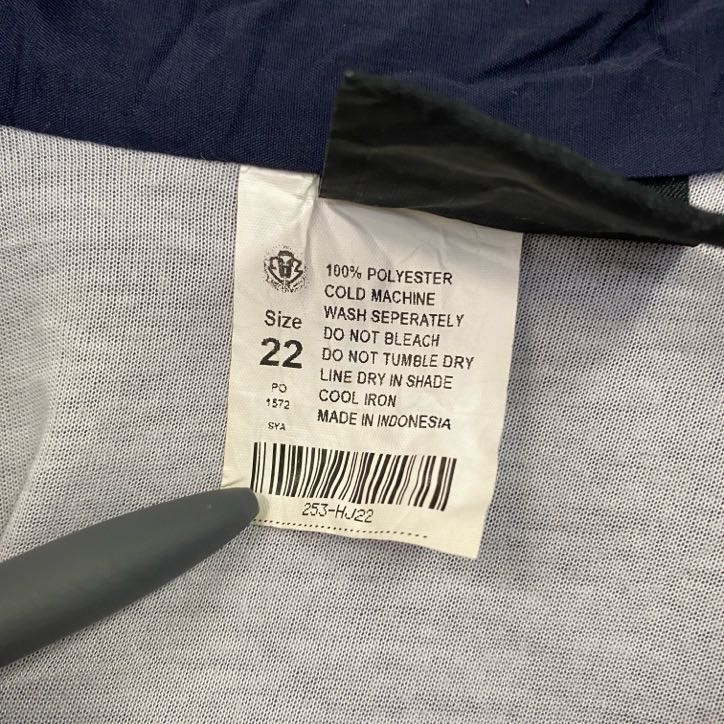 100% POLYESTER
COLD MACHINE
WASH SEPERATELY
DO NOT BLEACH
DO NOT TUMBLE DRY
LINE DRY IN SHADE
COOL IRON
MADE IN INDONESIA
Size
22
PO
1572
SYA
253-HJ22